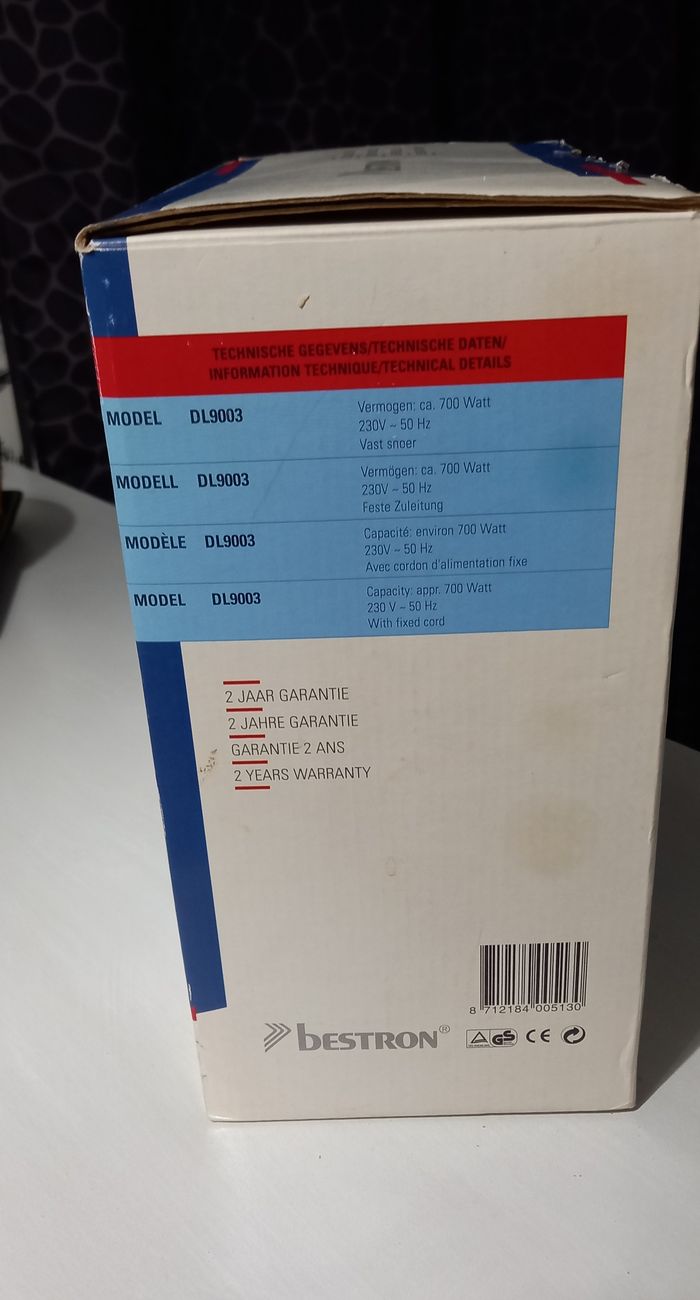 TECHNISCHE GEGEVENS/TECHNISCHE DATEN/
INFORMATION TECHNIQUE/TECHNICAL DETAILS
MODEL DL9003
Vermogen: ca. 700 Watt
230V ~ 50 Hz
Vast snoer
MODELL DL9003
Vermögen: ca. 700 Watt
230V ~ 50 Hz
Feste Zuleitung
MODÈLE DL9003
Capacité: environ 700 Watt
230V ~ 50 Hz
Avec cordon d'alimentation fixe
MODEL DL9003
Capacity: appr. 700 Watt
230 V ~ 50 Hz
With fixed cord
2 JAAR GARANTIE
2 JAHRE GARANTIE
GARANTIE 2 ANS
2 YEARS WARRANTY
8 712184 005130
bESTRON®
GS CE